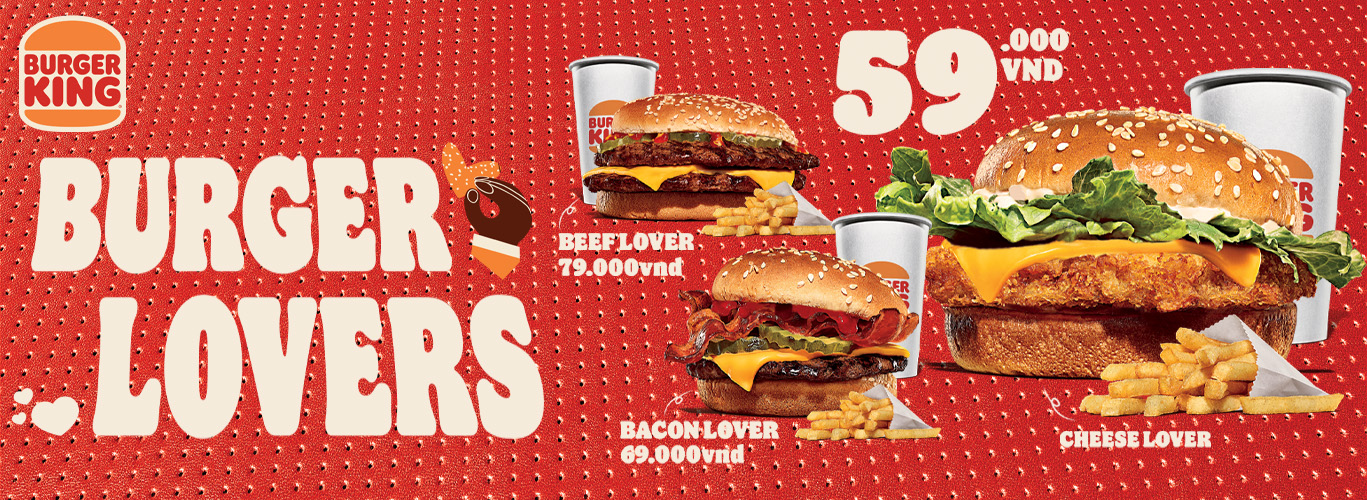 BURGER
KING
BURGER
LOVERS
BEEF LOVER
79.000vnd
BACON LOVER
69.000vnd
59.000
VND
CHEESE LOVER